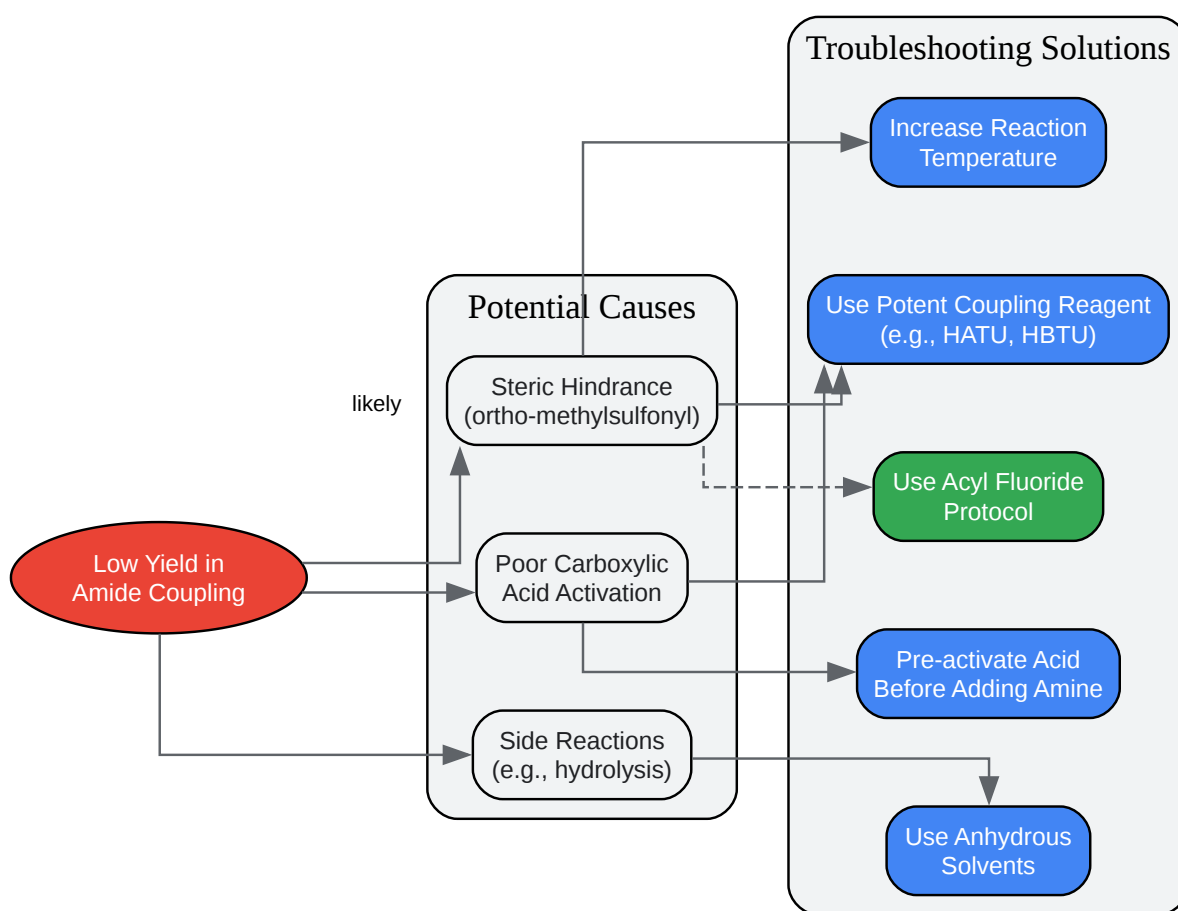 Troubleshooting Solutions
Increase Reaction
Temperature
Potential Causes
Use Potent Coupling Reagent
(e.g., HATU, HBTU)
likely
Steric Hindrance
(ortho-methylsulfonyl)
Use Acyl Fluoride
Protocol
Low Yield in
Amide Coupling
Poor Carboxylic
Acid Activation
Pre-activate Acid
Before Adding Amine
Side Reactions
(e.g., hydrolysis)
Use Anhydrous
Solvents